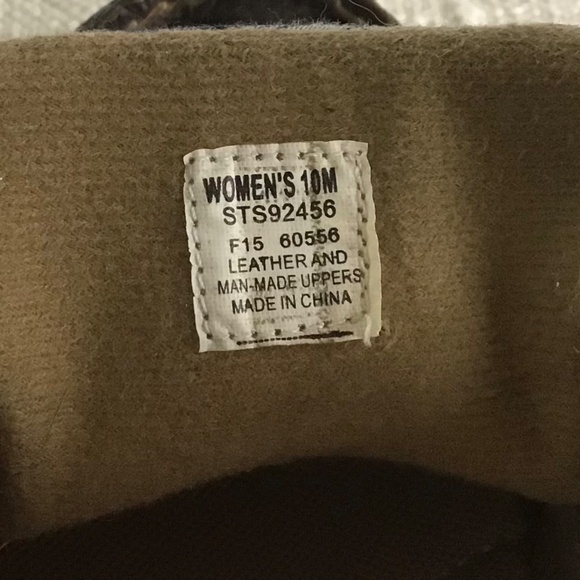 WOMEN'S 10M
STS92456
F15 60556
LEATHER AND
MAN-MADE UPPERS
MADE IN CHINA